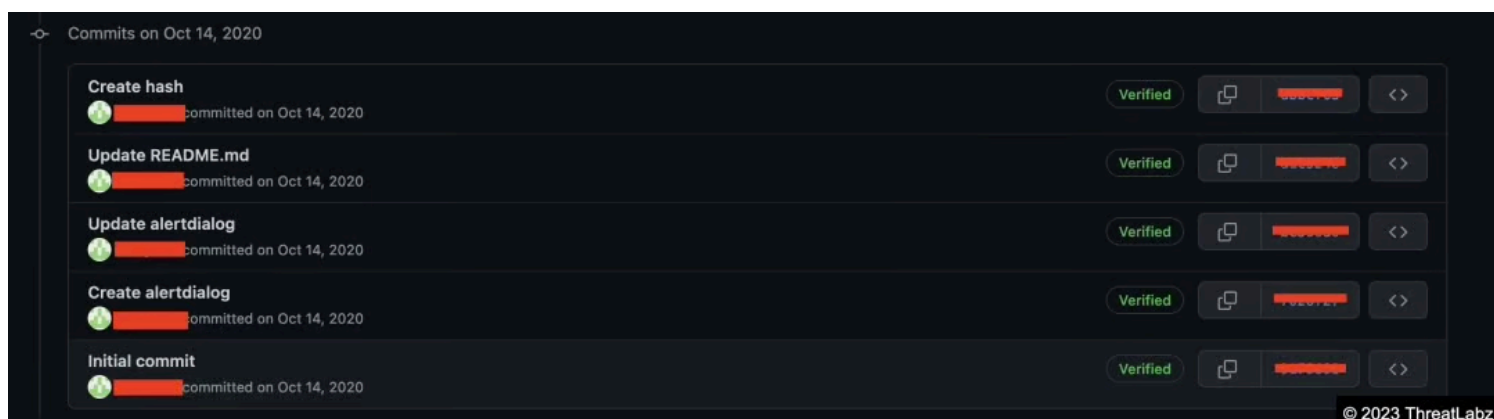 Commits on Oct 14, 2020
Create hash
committed on Oct 14, 2020
Verified
Update README.md
committed on Oct 14, 2020
Verified
Update alertdialog
committed on Oct 14, 2020
Verified
Create alertdialog
committed on Oct 14, 2020
Verified
Initial commit
committed on Oct 14, 2020
Verified
© 2023 ThreatLabz